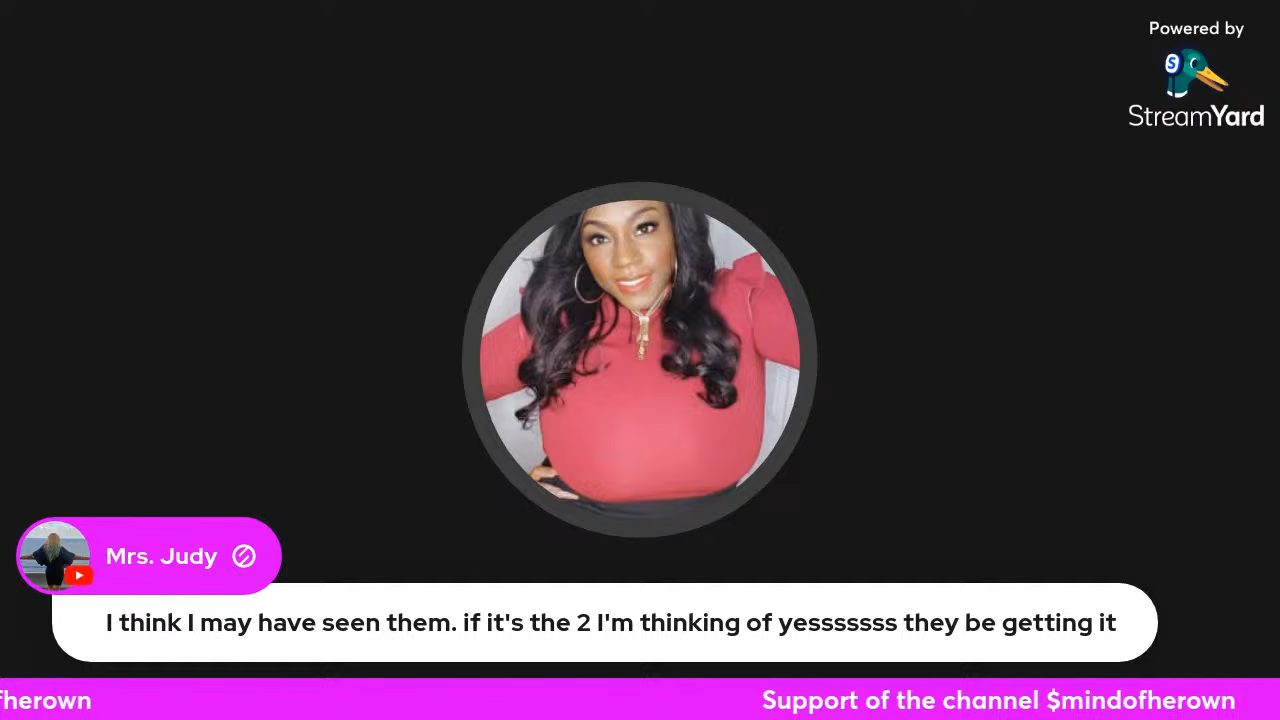 Powered by
S
StreamYard
Mrs. Judy
I think I may have seen them. if it's the 2 I'm thinking of yesssssss they be getting it
fherown
Support of the channel $mindofherown